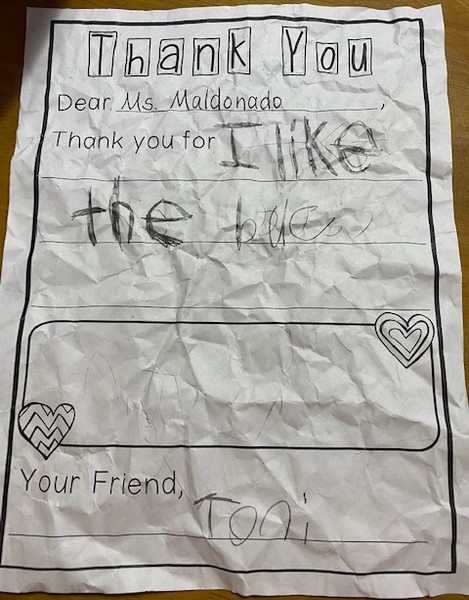 Thank You
Dear Ms. Maldonado,
Thank you for I like
the
Your Friend,
Toni